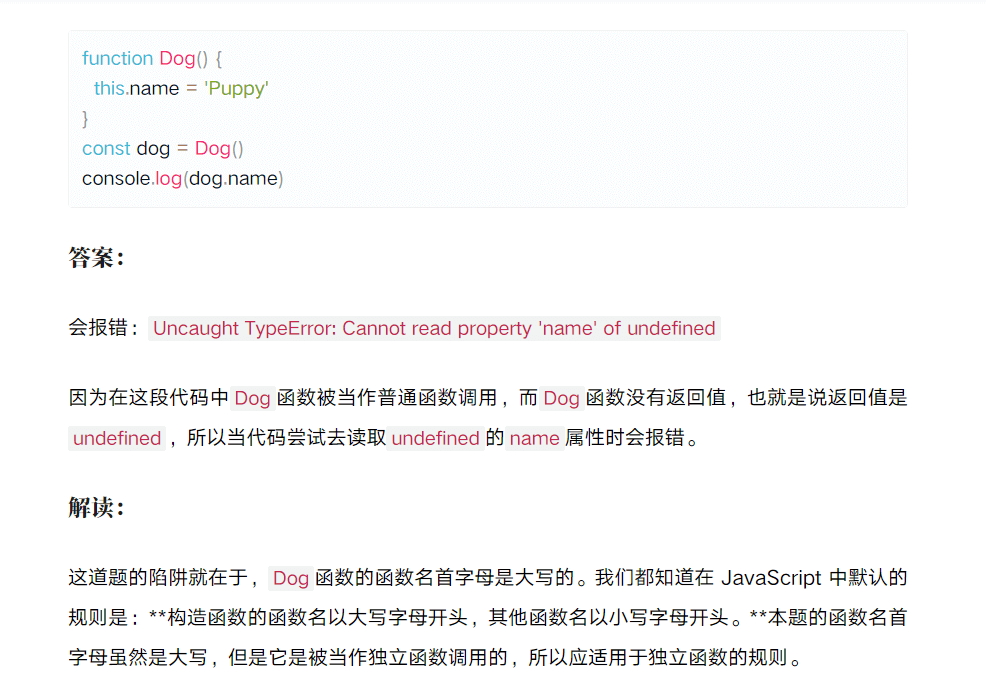 function Dog() {
  this.name = 'Puppy'
}
const dog = Dog()
console.log(dog.name)
答案：
会报错：Uncaught TypeError: Cannot read property 'name' of undefined
因为在这段代码中 Dog 函数被当作普通函数调用，而 Dog 函数没有返回值，也就是说返回值是
undefined，所以当代码尝试去读取 undefined 的 name 属性时会报错。
解读：
这道题的陷阱就在于，Dog 函数的函数名首字母是大写的。我们都知道在 JavaScript 中默认的
规则是：**构造函数的函数名以大写字母开头，其他函数名以小写字母开头。**本题的函数名首
字母虽然是大写，但是它是被当作独立函数调用的，所以应适用于独立函数的规则。